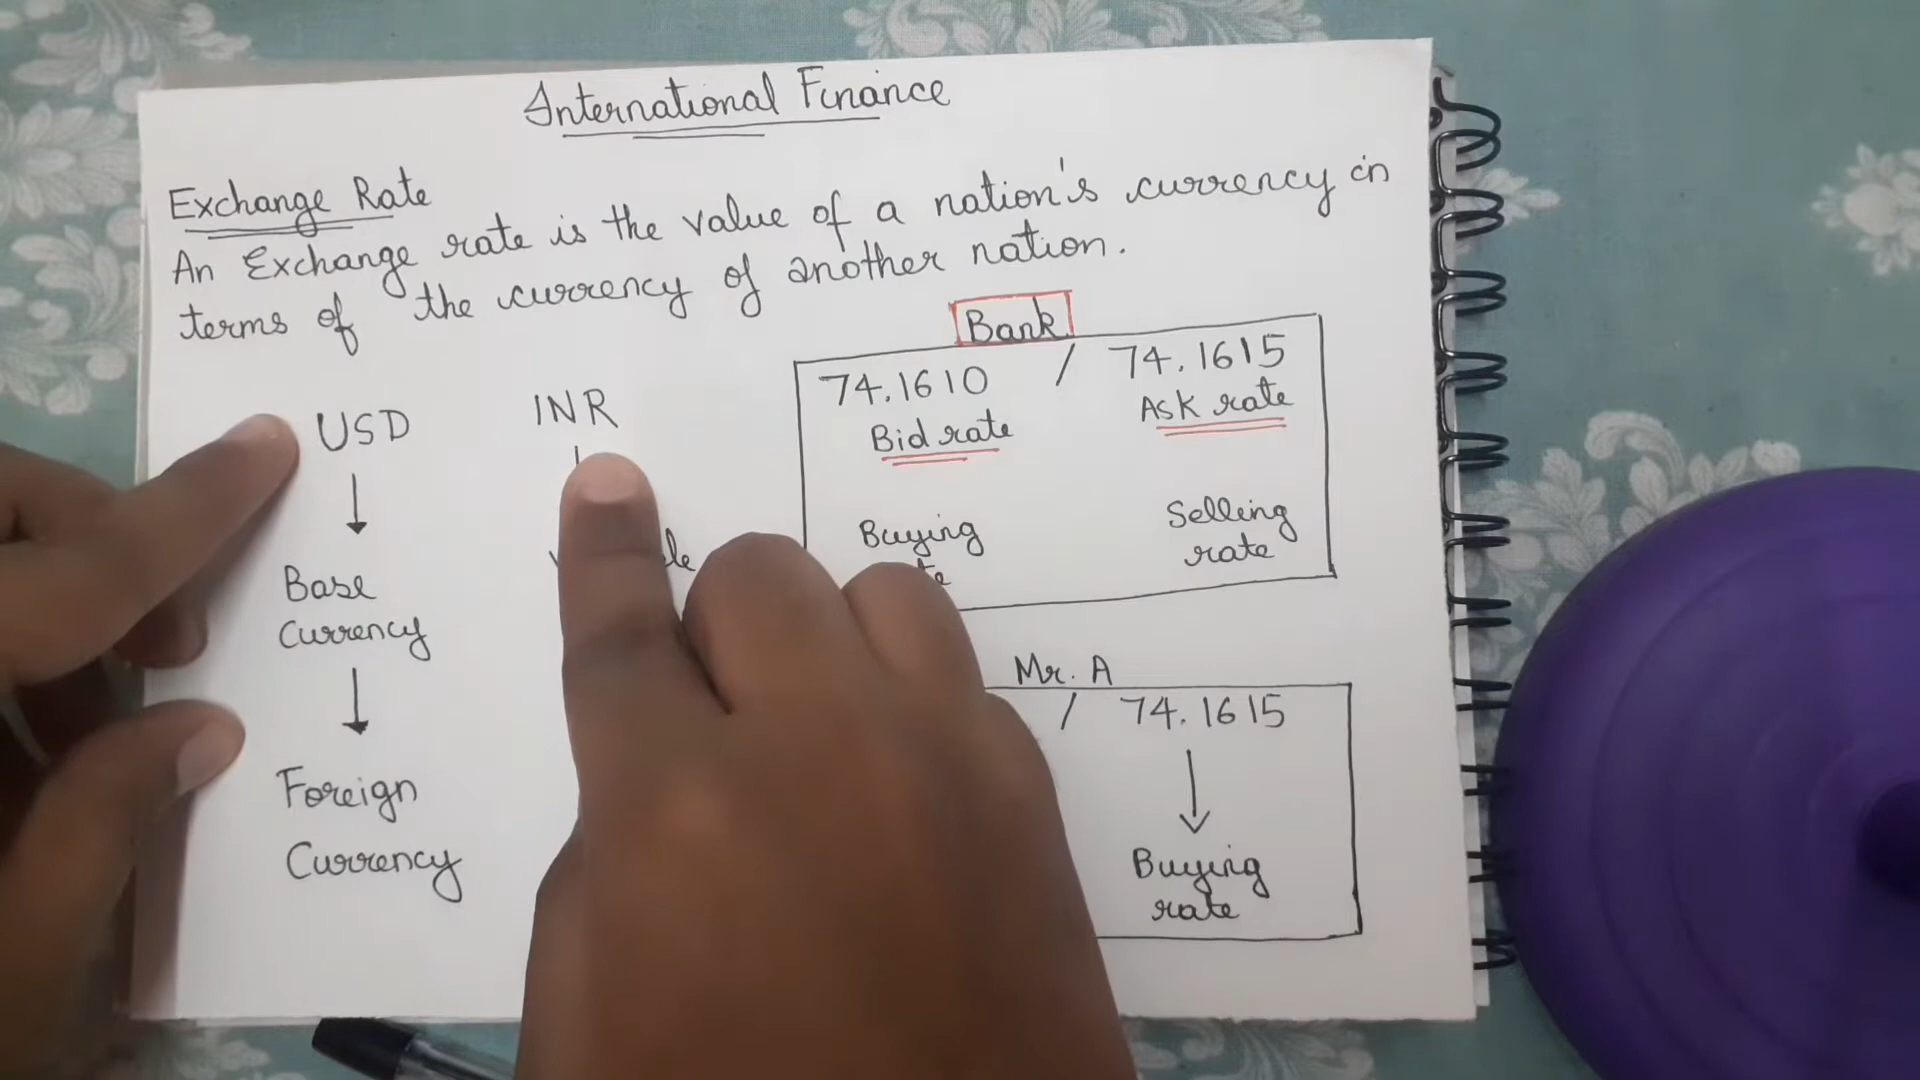 International Finance
Exchange Rate
An Exchange rate is the value of a nation's currency in
terms of the currency of another nation.
Bank
74.1610 / 74.1615
Bid rate Ask rate
Buying Selling
rate
USD INR
Base
Currency
Foreign
Currency
Mr. A
/ 74.1615
Buying
rate